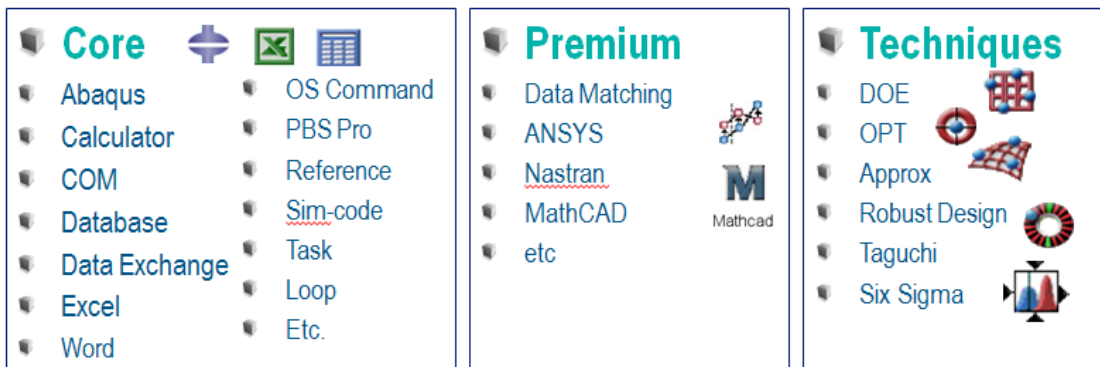 Core
Abaqus
Calculator
COM
Database
Data Exchange
Excel
Word
OS Command
PBS Pro
Reference
Sim-code
Task
Loop
Etc.
Premium
Data Matching
ANSYS
Nastran
MathCAD
etc
M
Mathcad
Techniques
DOE
OPT
Approx
Robust Design
Taguchi
Six Sigma